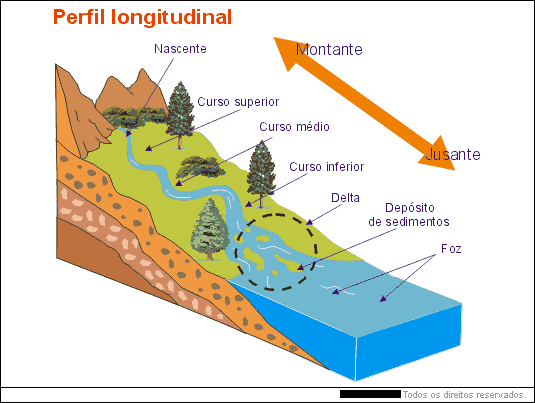 Perfil longitudinal
Montante
Nascente
Curso superior
Curso médio
Jusante
Curso inferior
Delta
Depósito
de sedimentos
Foz
Todos os direitos reservados.